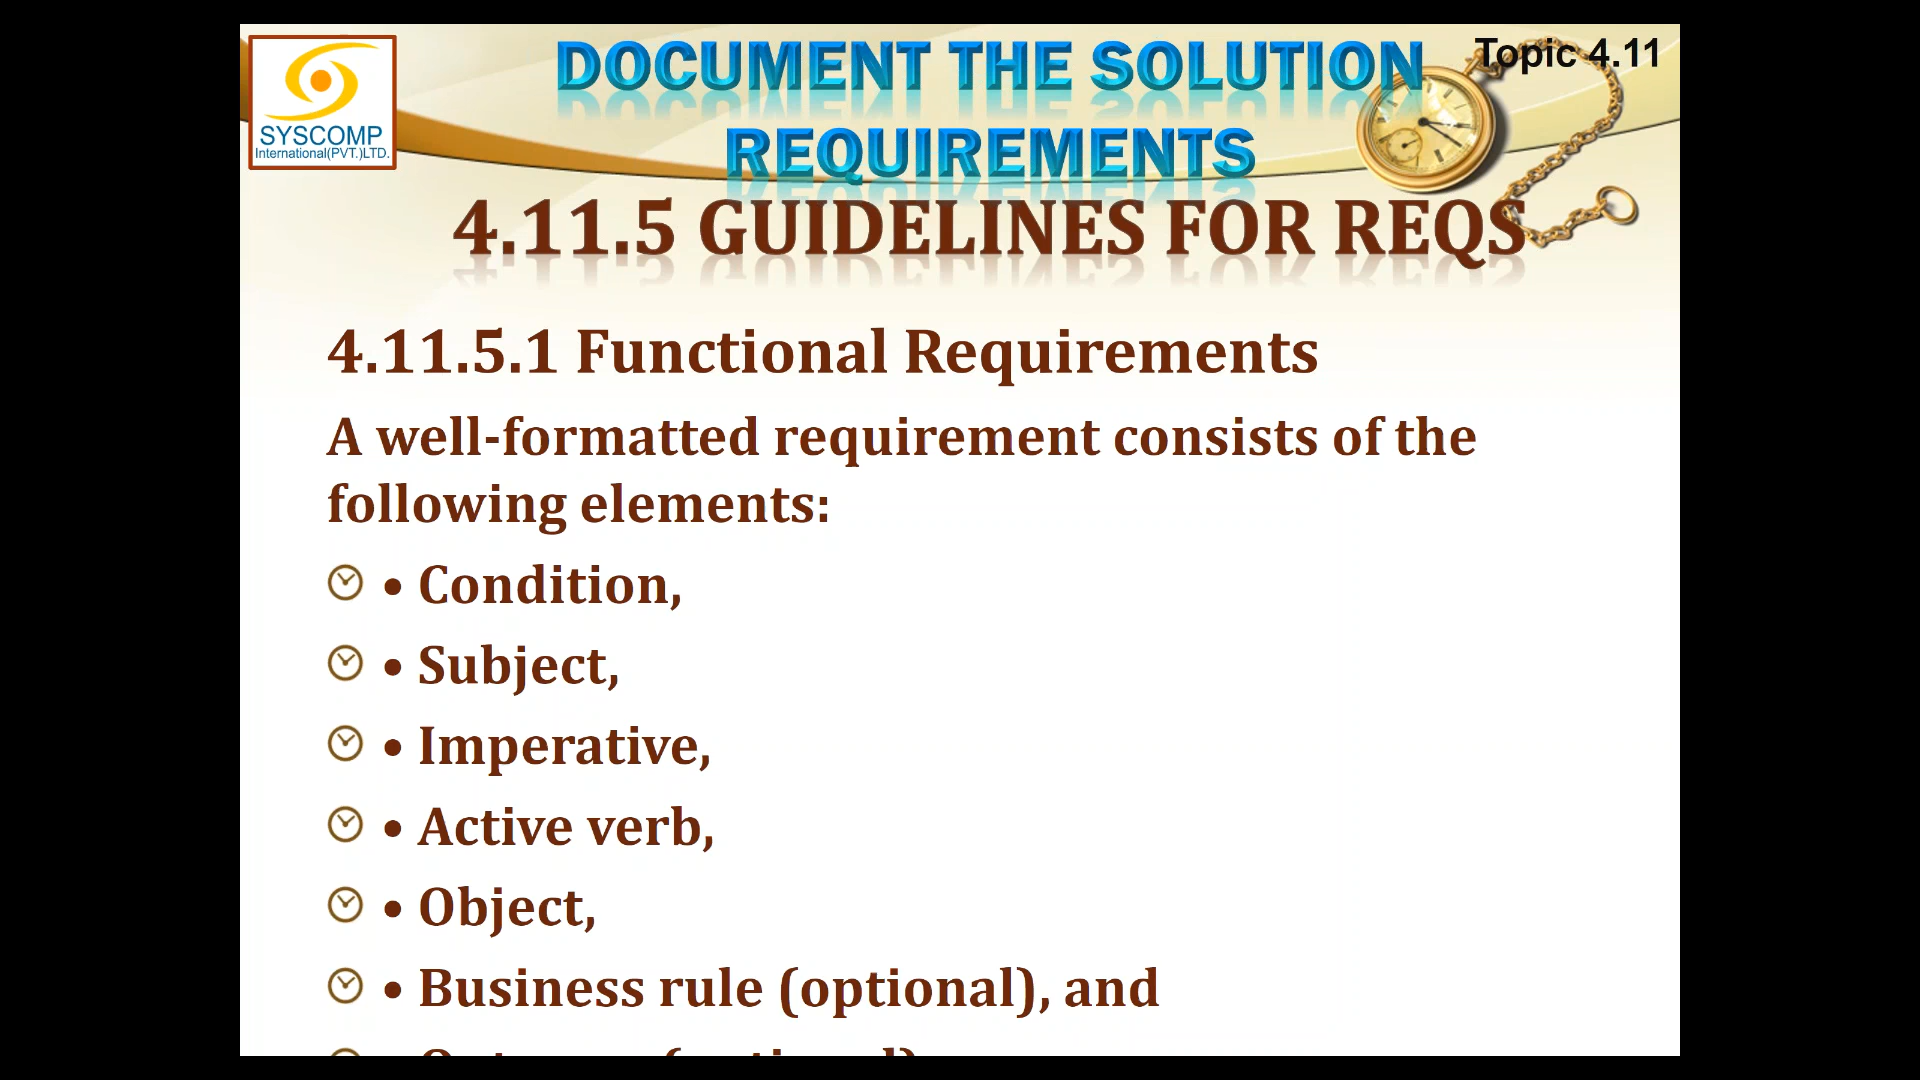 SYSCOMP
International(PVT.)LTD.
DOCUMENT THE SOLUTION
REQUIREMENTS
Topic 4.11
4.11.5 GUIDELINES FOR REQS
4.11.5.1 Functional Requirements
A well-formatted requirement consists of the
following elements:
• Condition,
• Subject,
• Imperative,
• Active verb,
• Object,
• Business rule (optional), and